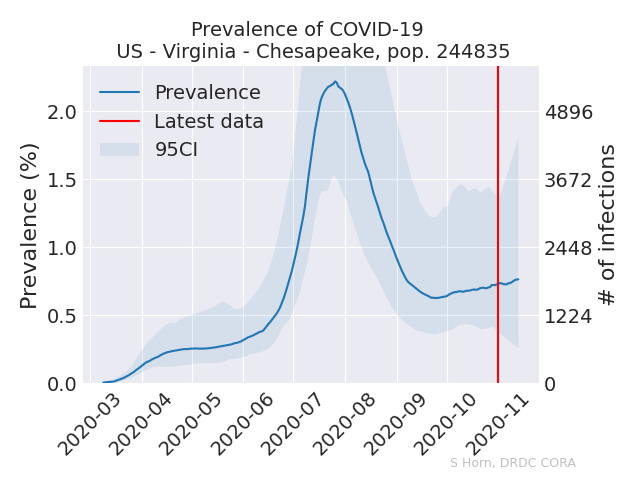 Prevalence of COVID-19
US - Virginia - Chesapeake, pop. 244835
Prevalence
Latest data
95CI
Prevalence (%)
2.0
1.5
1.0
0.5
0.0
4896
3672
2448
1224
0
# of infections
2020-03
2020-04
2020-05
2020-06
2020-07
2020-08
2020-09
2020-10
2020-11
S Horn, DRDC CORA